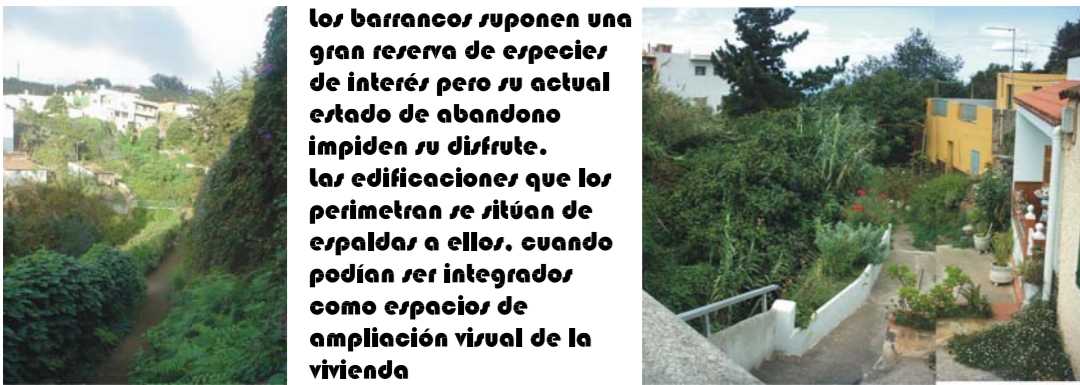 Los barrancos suponen una
gran reserva de especies
de interés pero su actual
estado de abandono
impiden su disfrute.
Las edificaciones que los
perimetran se sitúan de
espaldas a ellos, cuando
podían ser integrados
como espacios de
ampliación visual de la
vivienda